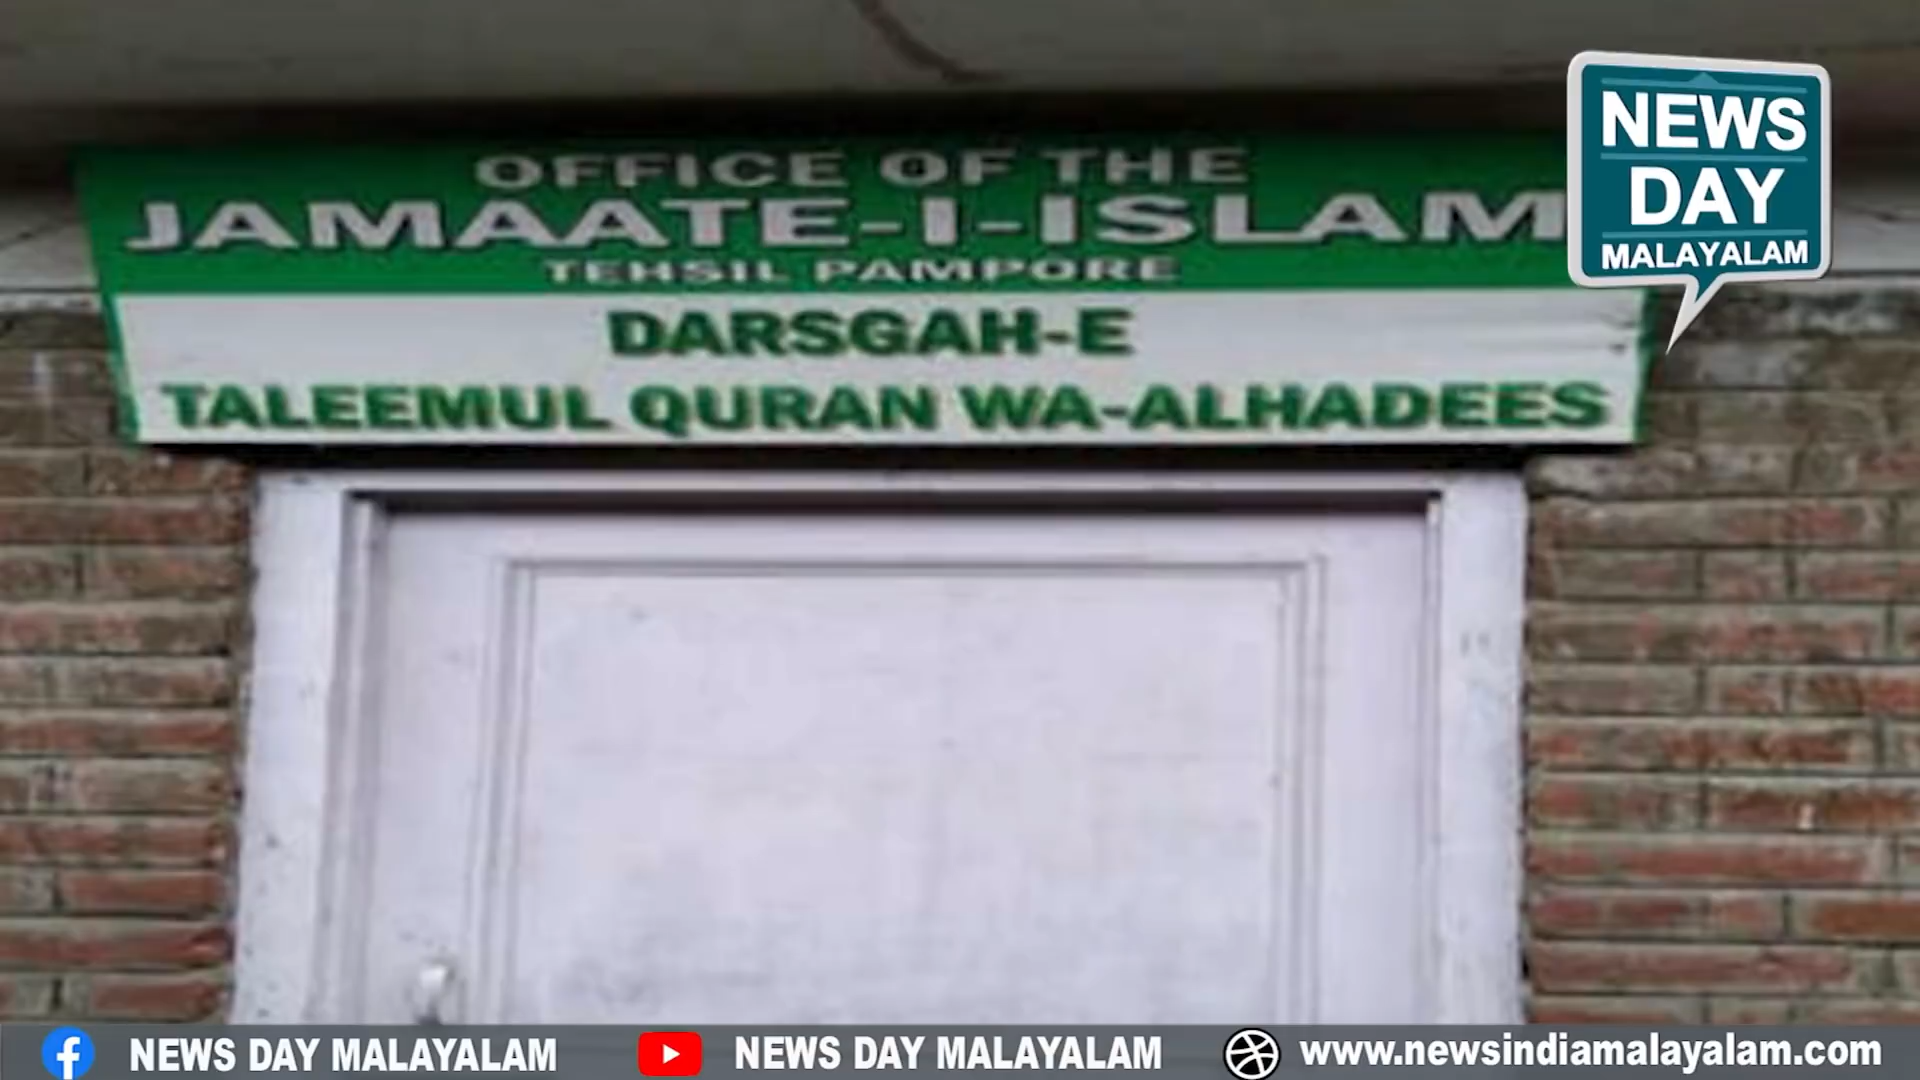 OFFICE OF THE
JAMAATE-I-ISLAM
TEHSIL PAMPORE
DARSGAH-E
TALEEMUL QURAN WA-ALHADEES
NEWS
DAY
MALAYALAM
NEWS DAY MALAYALAM
NEWS DAY MALAYALAM
www.newsindiamalayalam.com